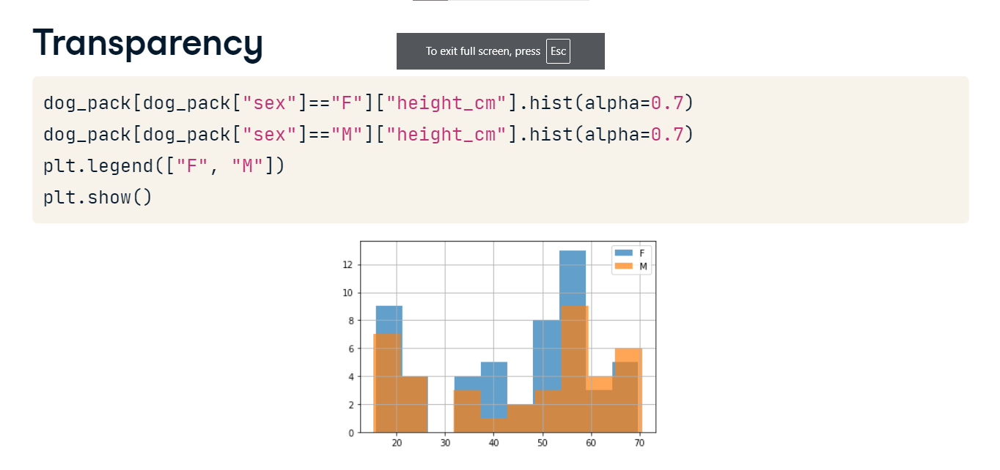 Transparency
To exit full screen, press Esc
dog_pack[dog_pack["sex"]=="F"]["height_cm"].hist(alpha=0.7)
dog_pack[dog_pack["sex"]=="M"]["height_cm"].hist(alpha=0.7)
plt.legend(["F", "M"])
plt.show()
F
M
12
10
8
6
4
2
0
20 30 40 50 60 70